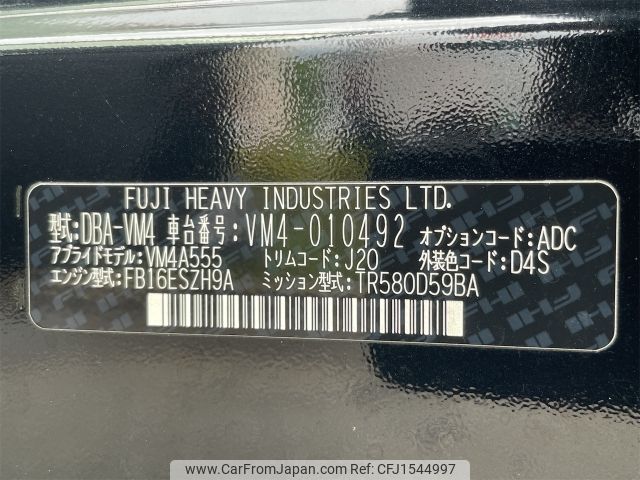 FUJI HEAVY INDUSTRIES LTD.
型式:DBA-VM4 車台番号:VM4-010492 オプションコード:ADC
アプライドモデル:VM4A555 トリムコード:J20 外装色コード:D4S
エンジン型式:FB16ESZH9A ミッション型式:TR580D59BA
Photo by CARFROMJAPAN.com Ref no. CFJ1544997